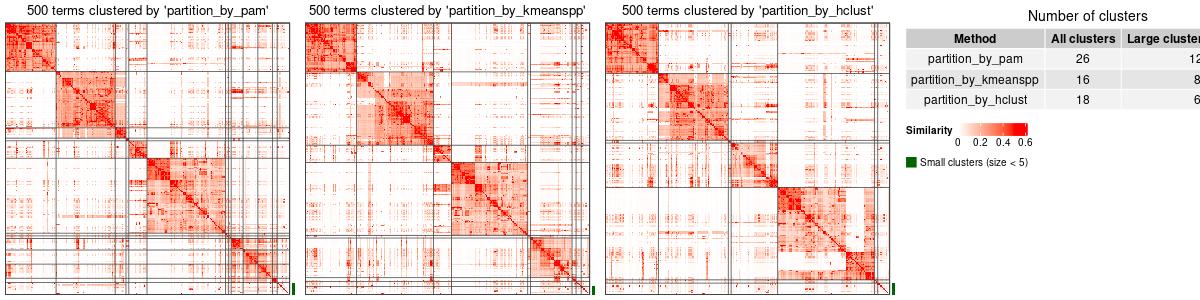 500 terms clustered by 'partition_by_pam'
500 terms clustered by 'partition_by_kmeanspp'
500 terms clustered by 'partition_by_hclust'
Number of clusters
Method All clusters Large cluster
partition_by_pam 26 12
partition_by_kmeanspp 16 8
partition_by_hclust 18 6
Similarity
0 0.2 0.4 0.6
Small clusters (size < 5)